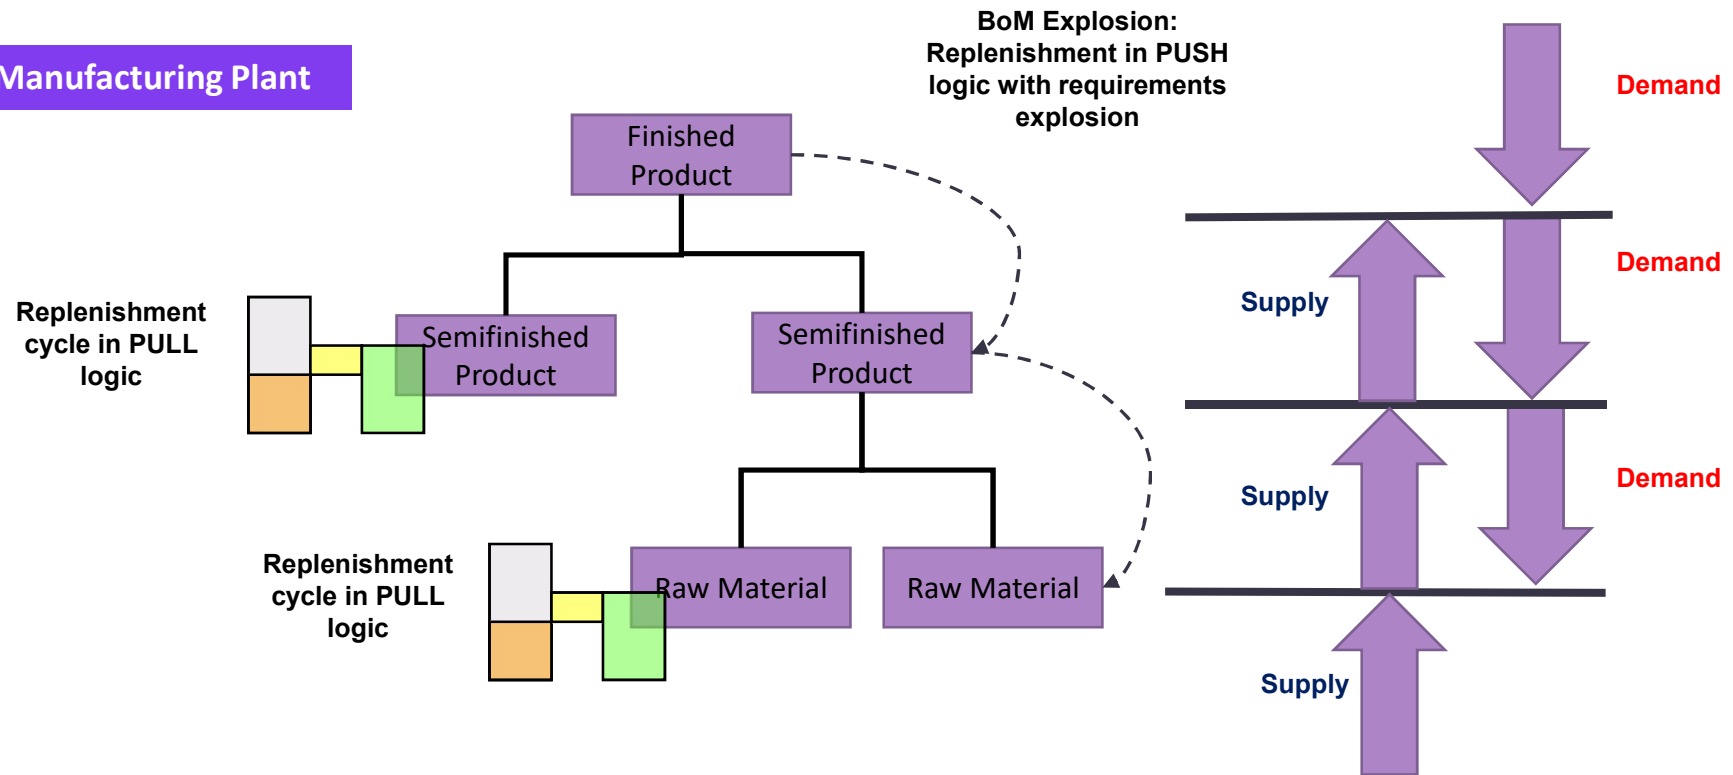 BoM Explosion:
Replenishment in PUSH
logic with requirements
explosion
Manufacturing Plant
Demand
Finished
Product
Demand
Supply
Replenishment
cycle in PULL
logic
Semifinished
Product
Semifinished
Product
Demand
Supply
Replenishment
cycle in PULL
logic
Raw Material
Raw Material
Supply